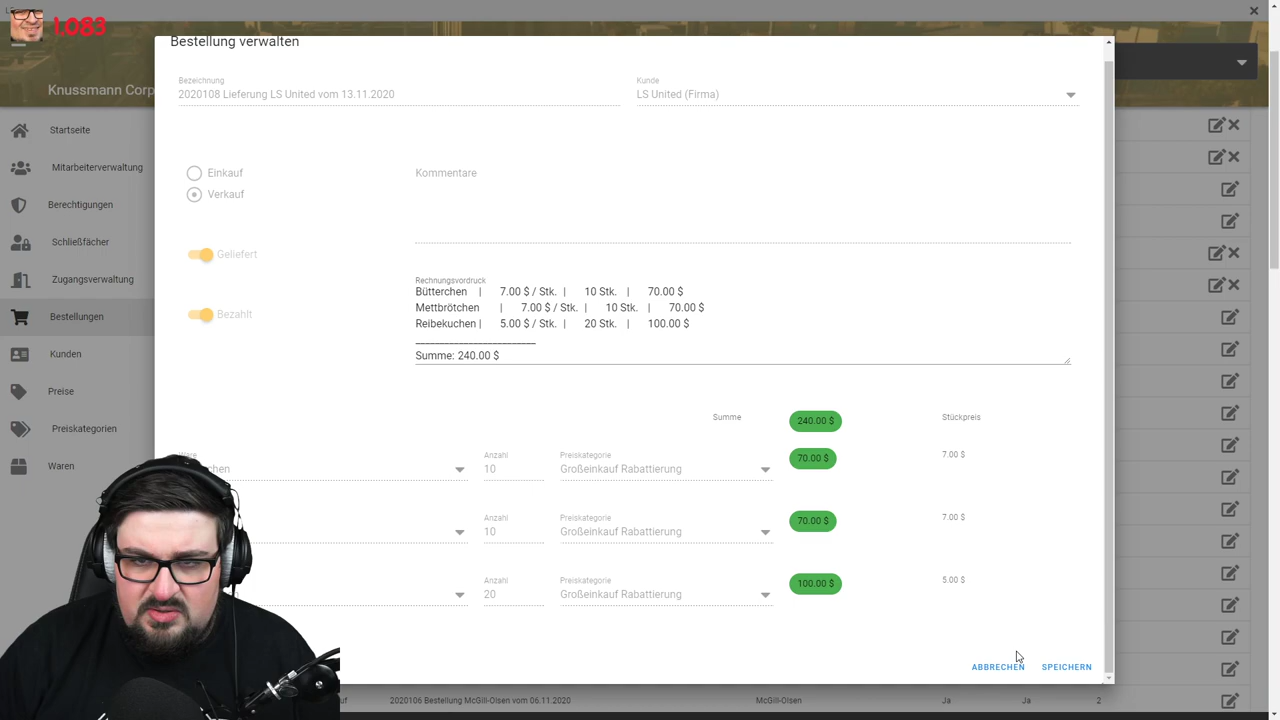 1.083
Bestellung verwalten
Knussmann Corp
Bezeichnung
2020108 Lieferung LS United vom 13.11.2020
Kunde
LS United (Firma)
Startseite
Mitarbeiterverwaltung
Berechtigungen
Schließfächer
Zugangsverwaltung
Bestellungen
Kunden
Preise
Preiskategorien
Waren
Einkauf
Verkauf
Kommentare
Geliefert
Bezahlt
Rechnungsvordruck
Bütterchen | 7.00 $ / Stk. | 10 Stk. | 70.00 $
Mettbrötchen | 7.00 $ / Stk. | 10 Stk. | 70.00 $
Reibekuchen | 5.00 $ / Stk. | 20 Stk. | 100.00 $
Summe: 240.00 $
Summe 240.00 $ Stückpreis
Ware Anzahl Preiskategorie
chen 10 Großeinkauf Rabattierung 70.00 $ 7.00 $
Anzahl Preiskategorie
10 Großeinkauf Rabattierung 70.00 $ 7.00 $
Anzahl Preiskategorie
20 Großeinkauf Rabattierung 100.00 $ 5.00 $
ABBRECHEN SPEICHERN
2020106 Bestellung McGill-Olsen vom 06.11.2020 McGill-Olsen Ja Ja 2